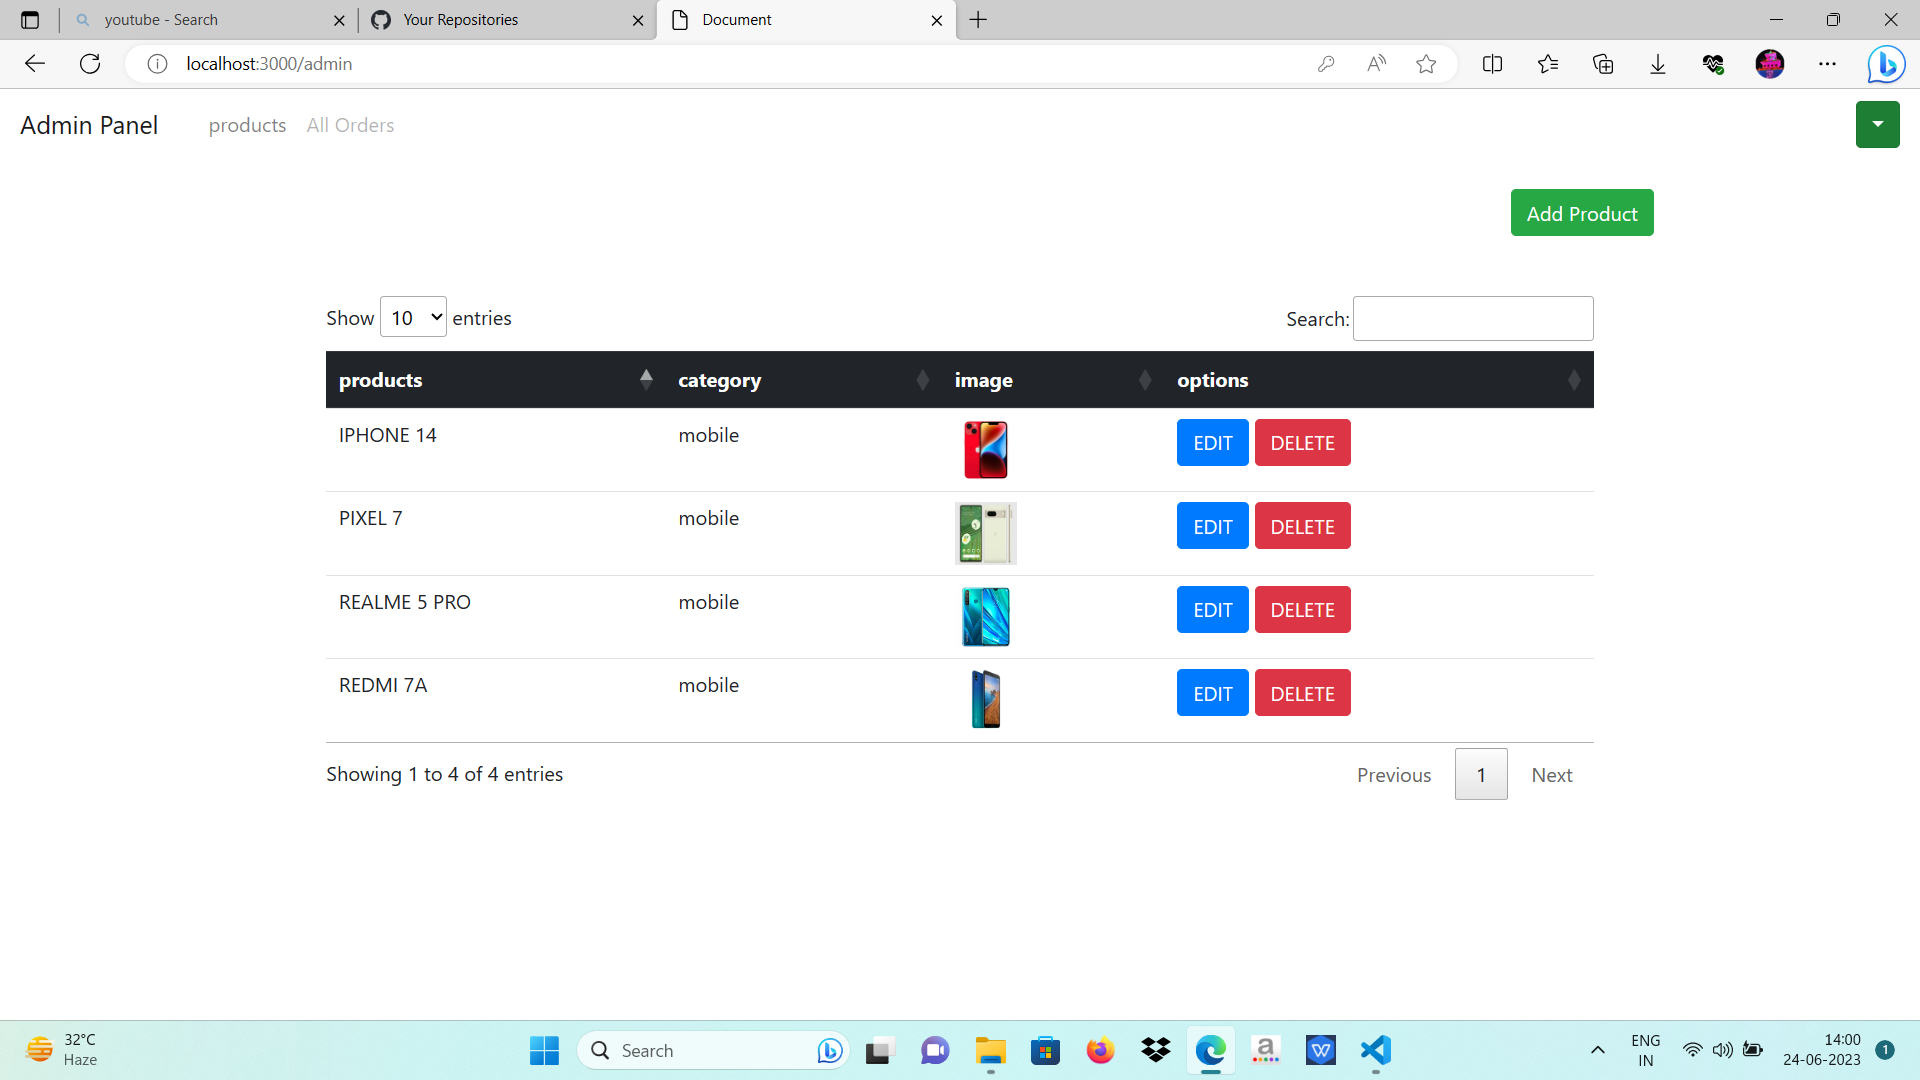 youtube - Search
Your Repositories
Document
localhost:3000/admin
Admin Panel
products
All Orders
Add Product
Show 10 entries
Search:
products category image options
IPHONE 14 mobile EDIT DELETE
PIXEL 7 mobile EDIT DELETE
REALME 5 PRO mobile EDIT DELETE
REDMI 7A mobile EDIT DELETE
Showing 1 to 4 of 4 entries
Previous 1 Next
32°C
Haze
Search
ENG
IN
14:00
24-06-2023
1